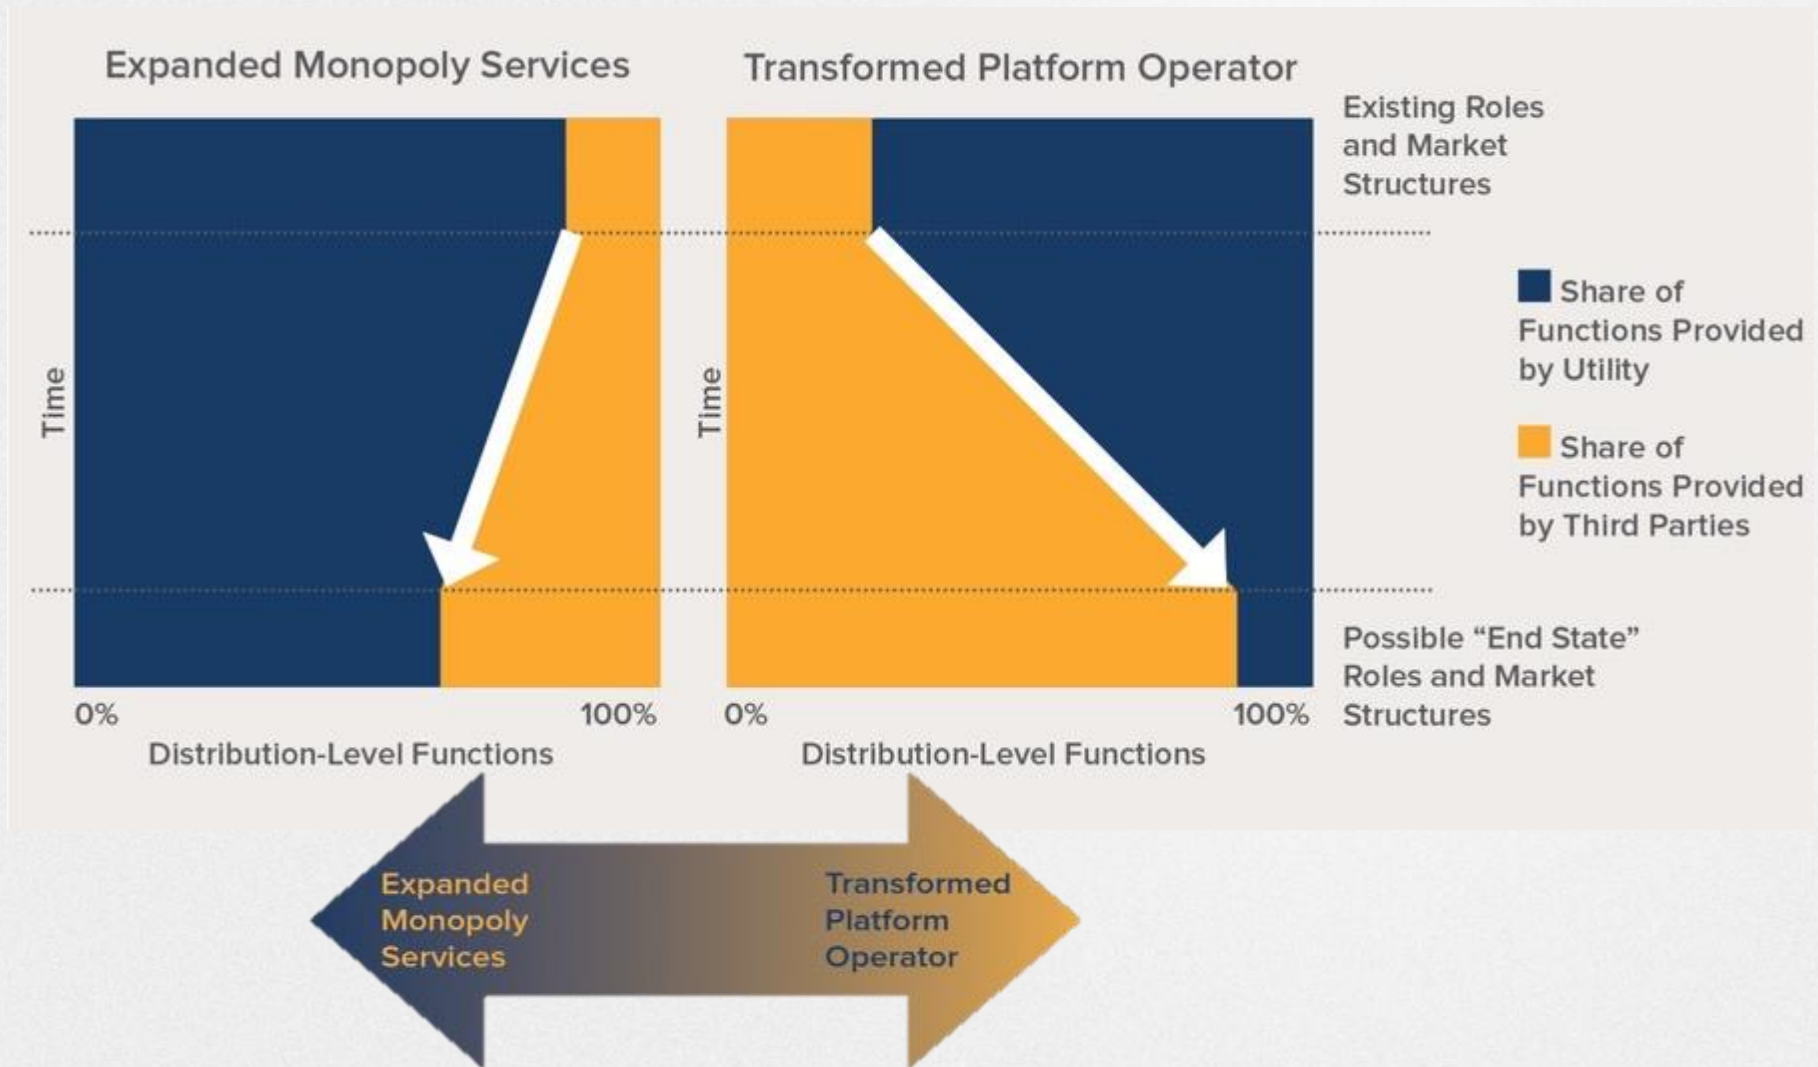 Expanded Monopoly Services
Transformed Platform Operator
Existing Roles
and Market
Structures
Time
Time
Share of
Functions Provided
by Utility
Share of
Functions Provided
by Third Parties
Possible “End State”
Roles and Market
Structures
0%
100%
0%
100%
Distribution-Level Functions
Distribution-Level Functions
Expanded
Monopoly
Services
Transformed
Platform
Operator